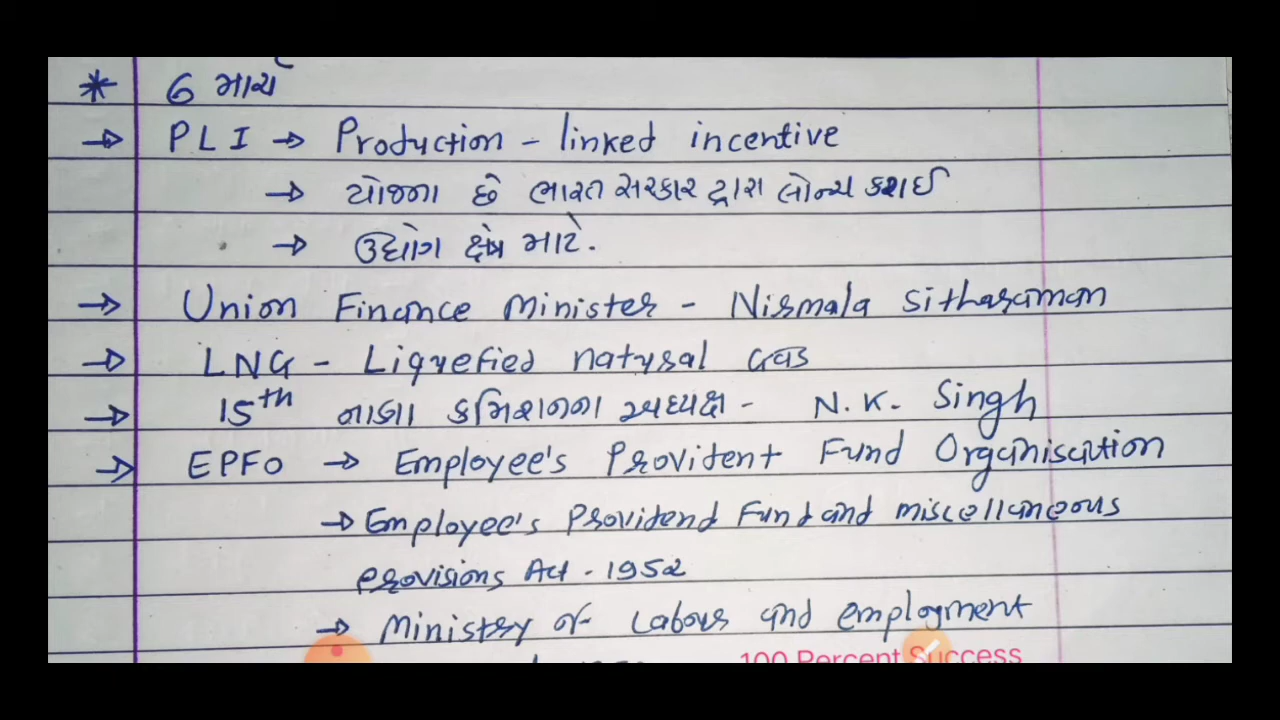 * 6 માર્ચ
→ PLI → Production - linked incentive
→ યોજના છે ભારત સરકાર દ્વારા લોન્ચ કરાઈ
→ ઉદ્યોગ ક્ષેત્ર માટે.
→ Union Finance Minister - Nirmala Sitharaman
→ LNG - Liquefied natural Gas
→ 15th નાણા કમિશનના અધ્યક્ષ - N. K. Singh
→ EPFO → Employee's Provident Fund Organisation
→ Employee's Providend Fund and miscellaneous
provisions Act - 1952
→ Ministry of Labour and employment
100 Percent Success